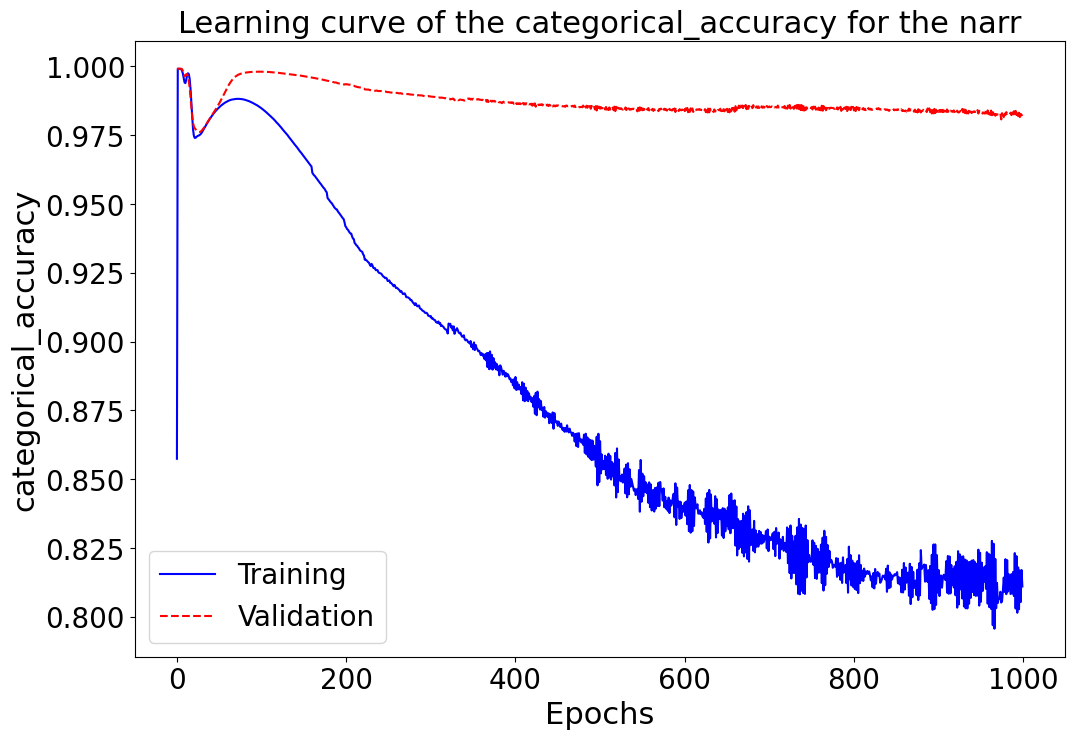 Learning curve of the categorical_accuracy for the narr
categorical_accuracy
1.000
0.975
0.950
0.925
0.900
0.875
0.850
0.825
0.800
Training
Validation
0 200 400 600 800 1000
Epochs